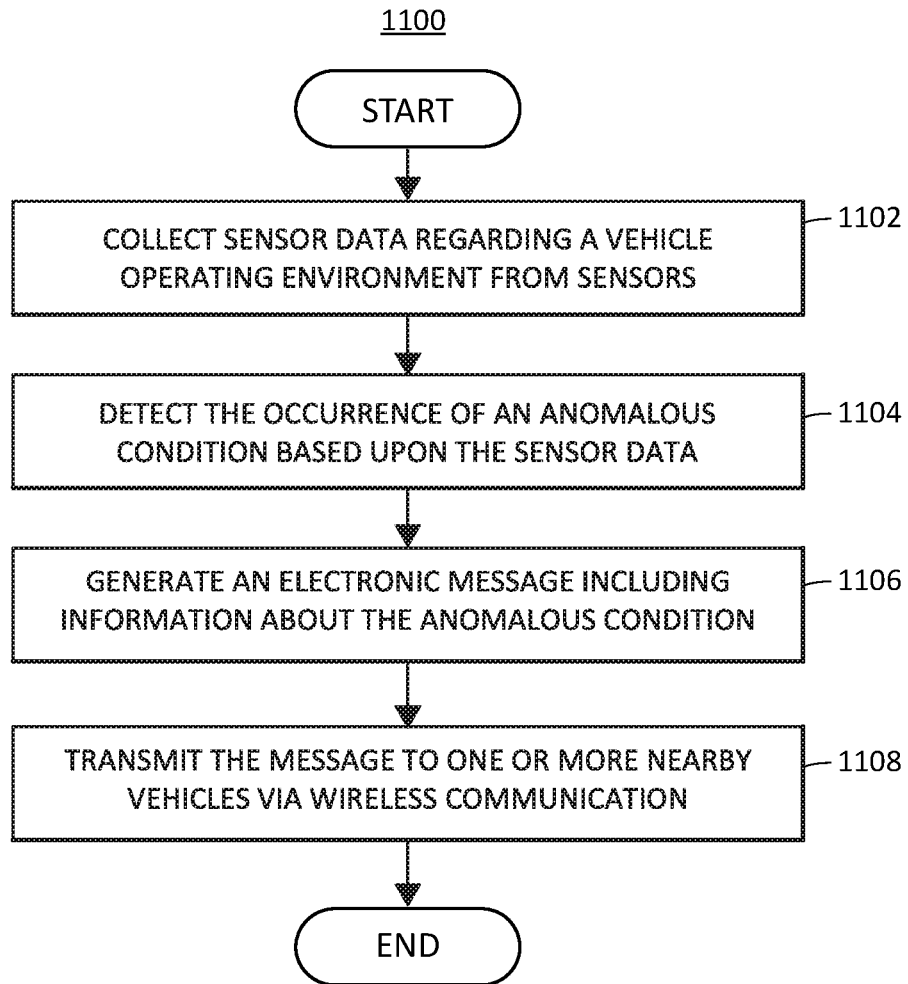 1100
START
COLLECT SENSOR DATA REGARDING A VEHICLE
OPERATING ENVIRONMENT FROM SENSORS
1102
DETECT THE OCCURRENCE OF AN ANOMALOUS
CONDITION BASED UPON THE SENSOR DATA
1104
GENERATE AN ELECTRONIC MESSAGE INCLUDING
INFORMATION ABOUT THE ANOMALOUS CONDITION
1106
TRANSMIT THE MESSAGE TO ONE OR MORE NEARBY
VEHICLES VIA WIRELESS COMMUNICATION
1108
END